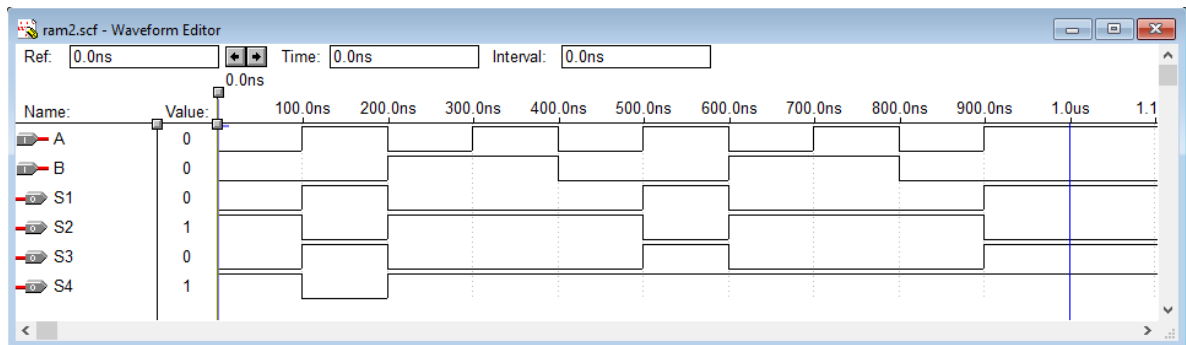 ram2.scf - Waveform Editor
Ref: 0.0ns Time: 0.0ns Interval: 0.0ns
0.0ns
Name: Value: 100.0ns 200.0ns 300.0ns 400.0ns 500.0ns 600.0ns 700.0ns 800.0ns 900.0ns 1.0us 1.1
A 0
B 0
S1 0
S2 1
S3 0
S4 1